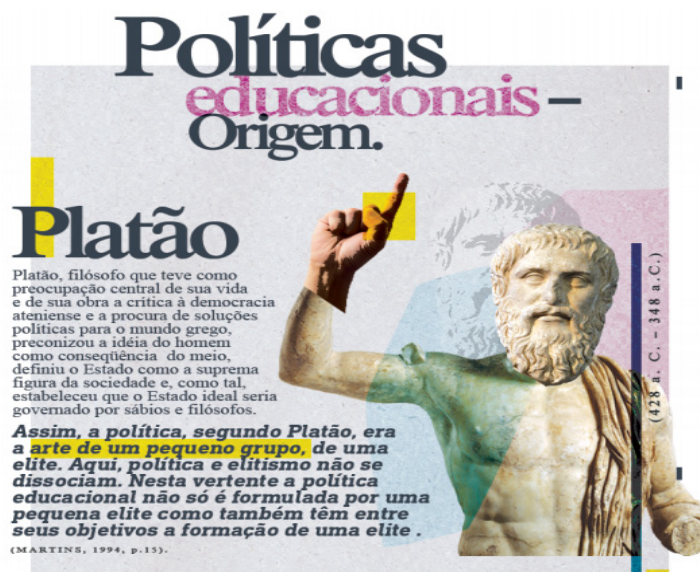 Políticas
educacionais –
Origem.
Platão
Platão, filósofo que teve como
preocupação central de sua vida
e de sua obra a crítica à democracia
ateniense e a procura de soluções
políticas para o mundo grego,
preconizou a idéia do homem
como conseqüência do meio,
definiu o Estado como a suprema
figura da sociedade e, como tal,
estabeleceu que o Estado ideal seria
governado por sábios e filósofos.
Assim, a política, segundo Platão, era
a arte de um pequeno grupo, de uma
elite. Aqui, política e elitismo não se
dissociam. Nesta vertente a política
educacional não só é formulada por uma
pequena elite como também têm entre
seus objetivos a formação de uma elite .
(MARTINS, 1994, p.15).
(428 a. C. – 348 a.C.)